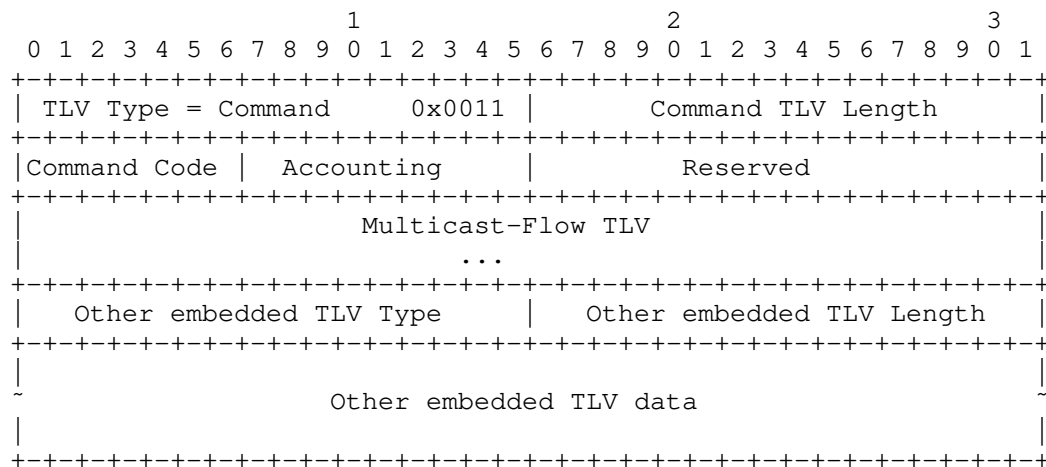 1                   2                   3
 0 1 2 3 4 5 6 7 8 9 0 1 2 3 4 5 6 7 8 9 0 1 2 3 4 5 6 7 8 9 0 1
+-+-+-+-+-+-+-+-+-+-+-+-+-+-+-+-+-+-+-+-+-+-+-+-+-+-+-+-+-+-+-+-+
| TLV Type = Command     0x0011 |       Command TLV Length      |
+-+-+-+-+-+-+-+-+-+-+-+-+-+-+-+-+-+-+-+-+-+-+-+-+-+-+-+-+-+-+-+-+
|Command Code |  Accounting     |         Reserved              |
+-+-+-+-+-+-+-+-+-+-+-+-+-+-+-+-+-+-+-+-+-+-+-+-+-+-+-+-+-+-+-+-+
|                     Multicast-Flow TLV                        |
|                           ...                                 |
+-+-+-+-+-+-+-+-+-+-+-+-+-+-+-+-+-+-+-+-+-+-+-+-+-+-+-+-+-+-+-+-+
|   Other embedded TLV Type     |   Other embedded TLV Length   |
+-+-+-+-+-+-+-+-+-+-+-+-+-+-+-+-+-+-+-+-+-+-+-+-+-+-+-+-+-+-+-+-+
|                                                               |
~                   Other embedded TLV data                     ~
|                                                               |
+-+-+-+-+-+-+-+-+-+-+-+-+-+-+-+-+-+-+-+-+-+-+-+-+-+-+-+-+-+-+-+-+